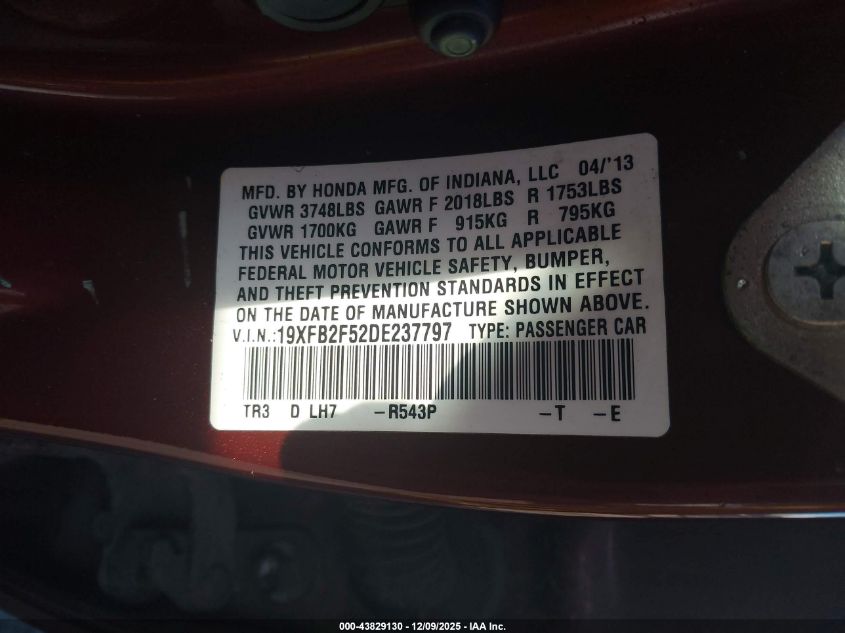 MFD. BY HONDA MFG. OF INDIANA, LLC 04/'13
GVWR 3748LBS GAWR F 2018LBS R 1753LBS
GVWR 1700KG GAWR F 915KG R 795KG
THIS VEHICLE CONFORMS TO ALL APPLICABLE
FEDERAL MOTOR VEHICLE SAFETY, BUMPER,
AND THEFT PREVENTION STANDARDS IN EFFECT
ON THE DATE OF MANUFACTURE SHOWN ABOVE.
V.I.N.:19XFB2F52DE237797 TYPE: PASSENGER CAR
TR3 D LH7 –R543P –T –E
000-43829130 - 12/09/2025 - IAA Inc.